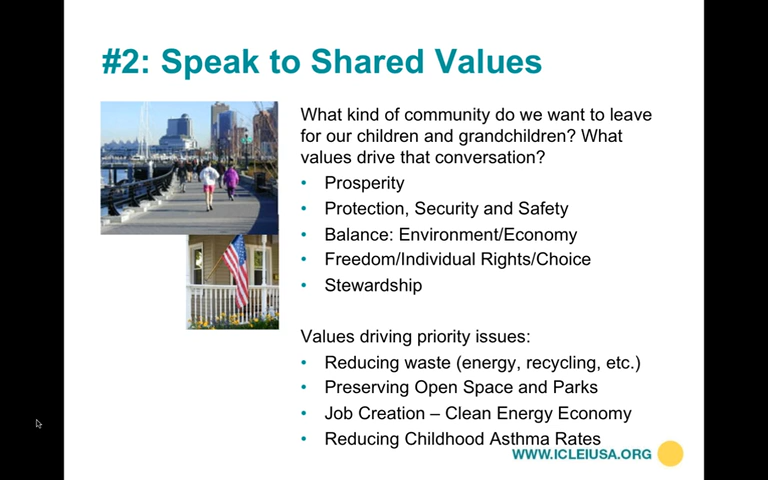 #2: Speak to Shared Values
What kind of community do we want to leave
for our children and grandchildren? What
values drive that conversation?
• Prosperity
• Protection, Security and Safety
• Balance: Environment/Economy
• Freedom/Individual Rights/Choice
• Stewardship
Values driving priority issues:
• Reducing waste (energy, recycling, etc.)
• Preserving Open Space and Parks
• Job Creation – Clean Energy Economy
• Reducing Childhood Asthma Rates
WWW.ICLEIUSA.ORG